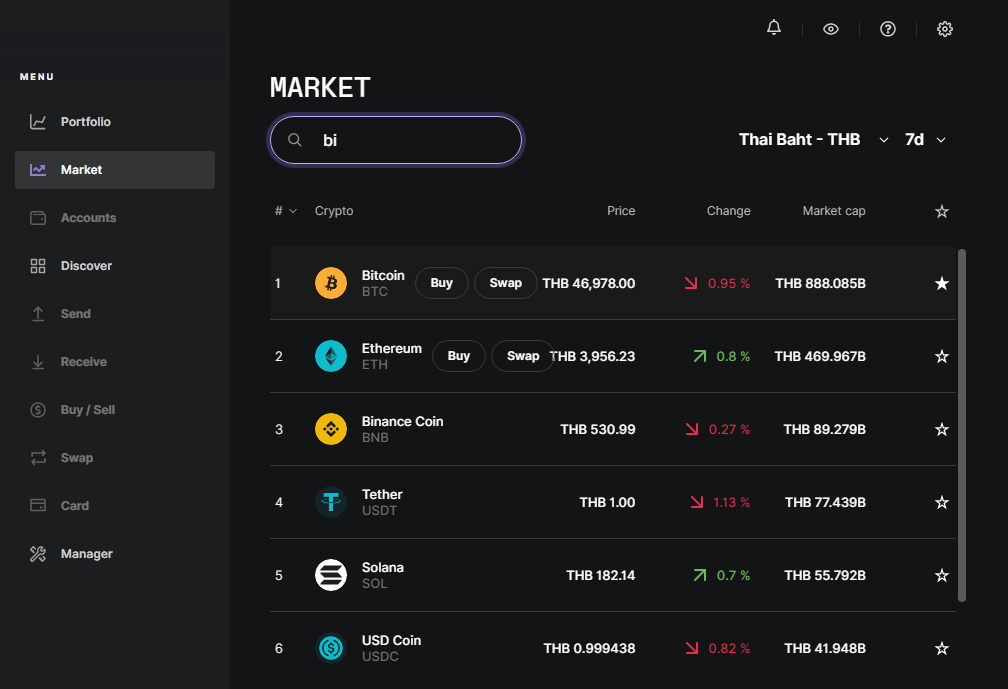 MENU
Portfolio
Market
Accounts
Discover
Send
Receive
Buy / Sell
Swap
Card
Manager
MARKET
bi
Thai Baht - THB 7d
# Crypto Price Change Market cap
1 Bitcoin BTC Buy Swap THB 46,978.00 0.95 % THB 888.085B
2 Ethereum ETH Buy Swap THB 3,956.23 0.8 % THB 469.967B
3 Binance Coin BNB THB 530.99 0.27 % THB 89.279B
4 Tether USDT THB 1.00 1.13 % THB 77.439B
5 Solana SOL THB 182.14 0.7 % THB 55.792B
6 USD Coin USDC THB 0.999438 0.82 % THB 41.948B